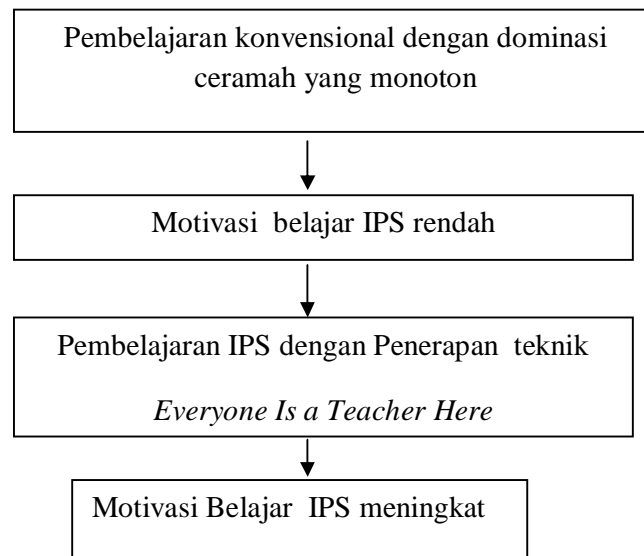 Pembelajaran konvensional dengan dominasi
ceramah yang monoton
Motivasi belajar IPS rendah
Pembelajaran IPS dengan Penerapan teknik
Everyone Is a Teacher Here
Motivasi Belajar IPS meningkat